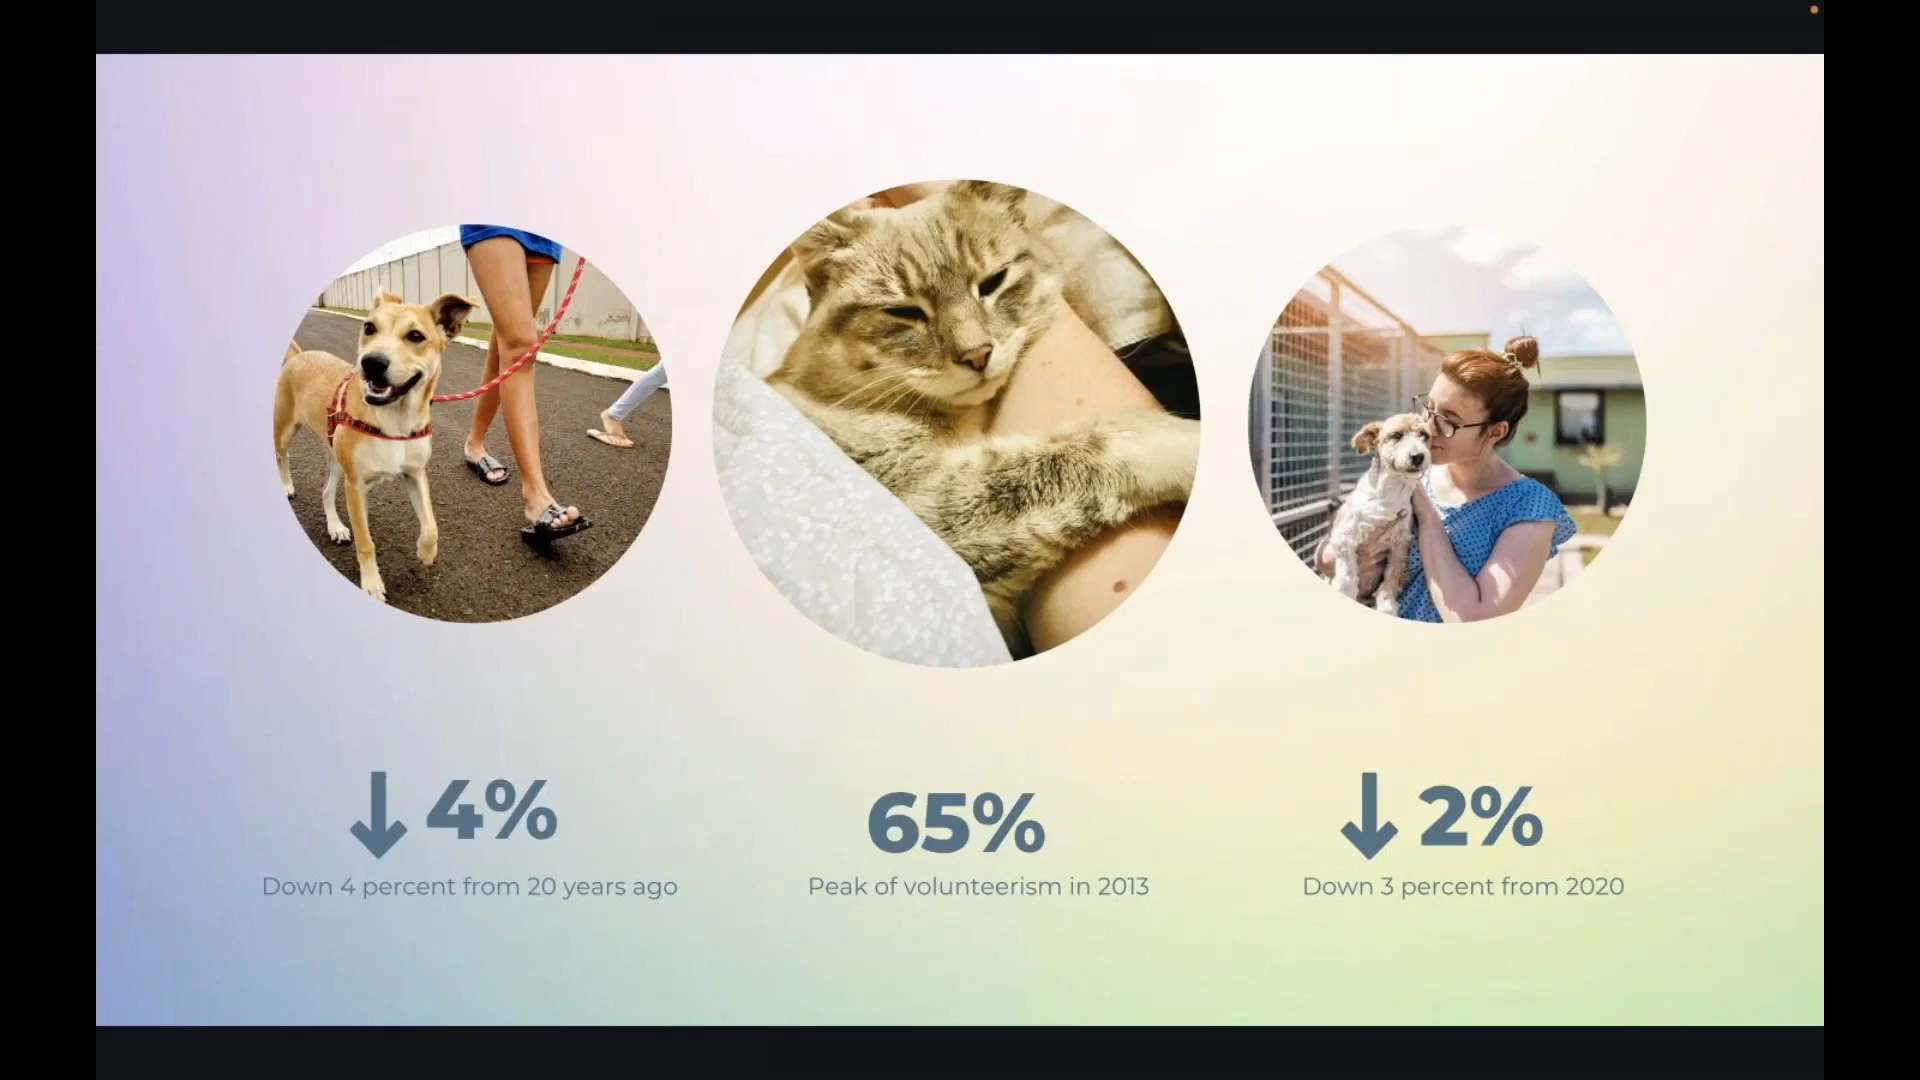 ↓ 4%
Down 4 percent from 20 years ago
65%
Peak of volunteerism in 2013
↓ 2%
Down 3 percent from 2020